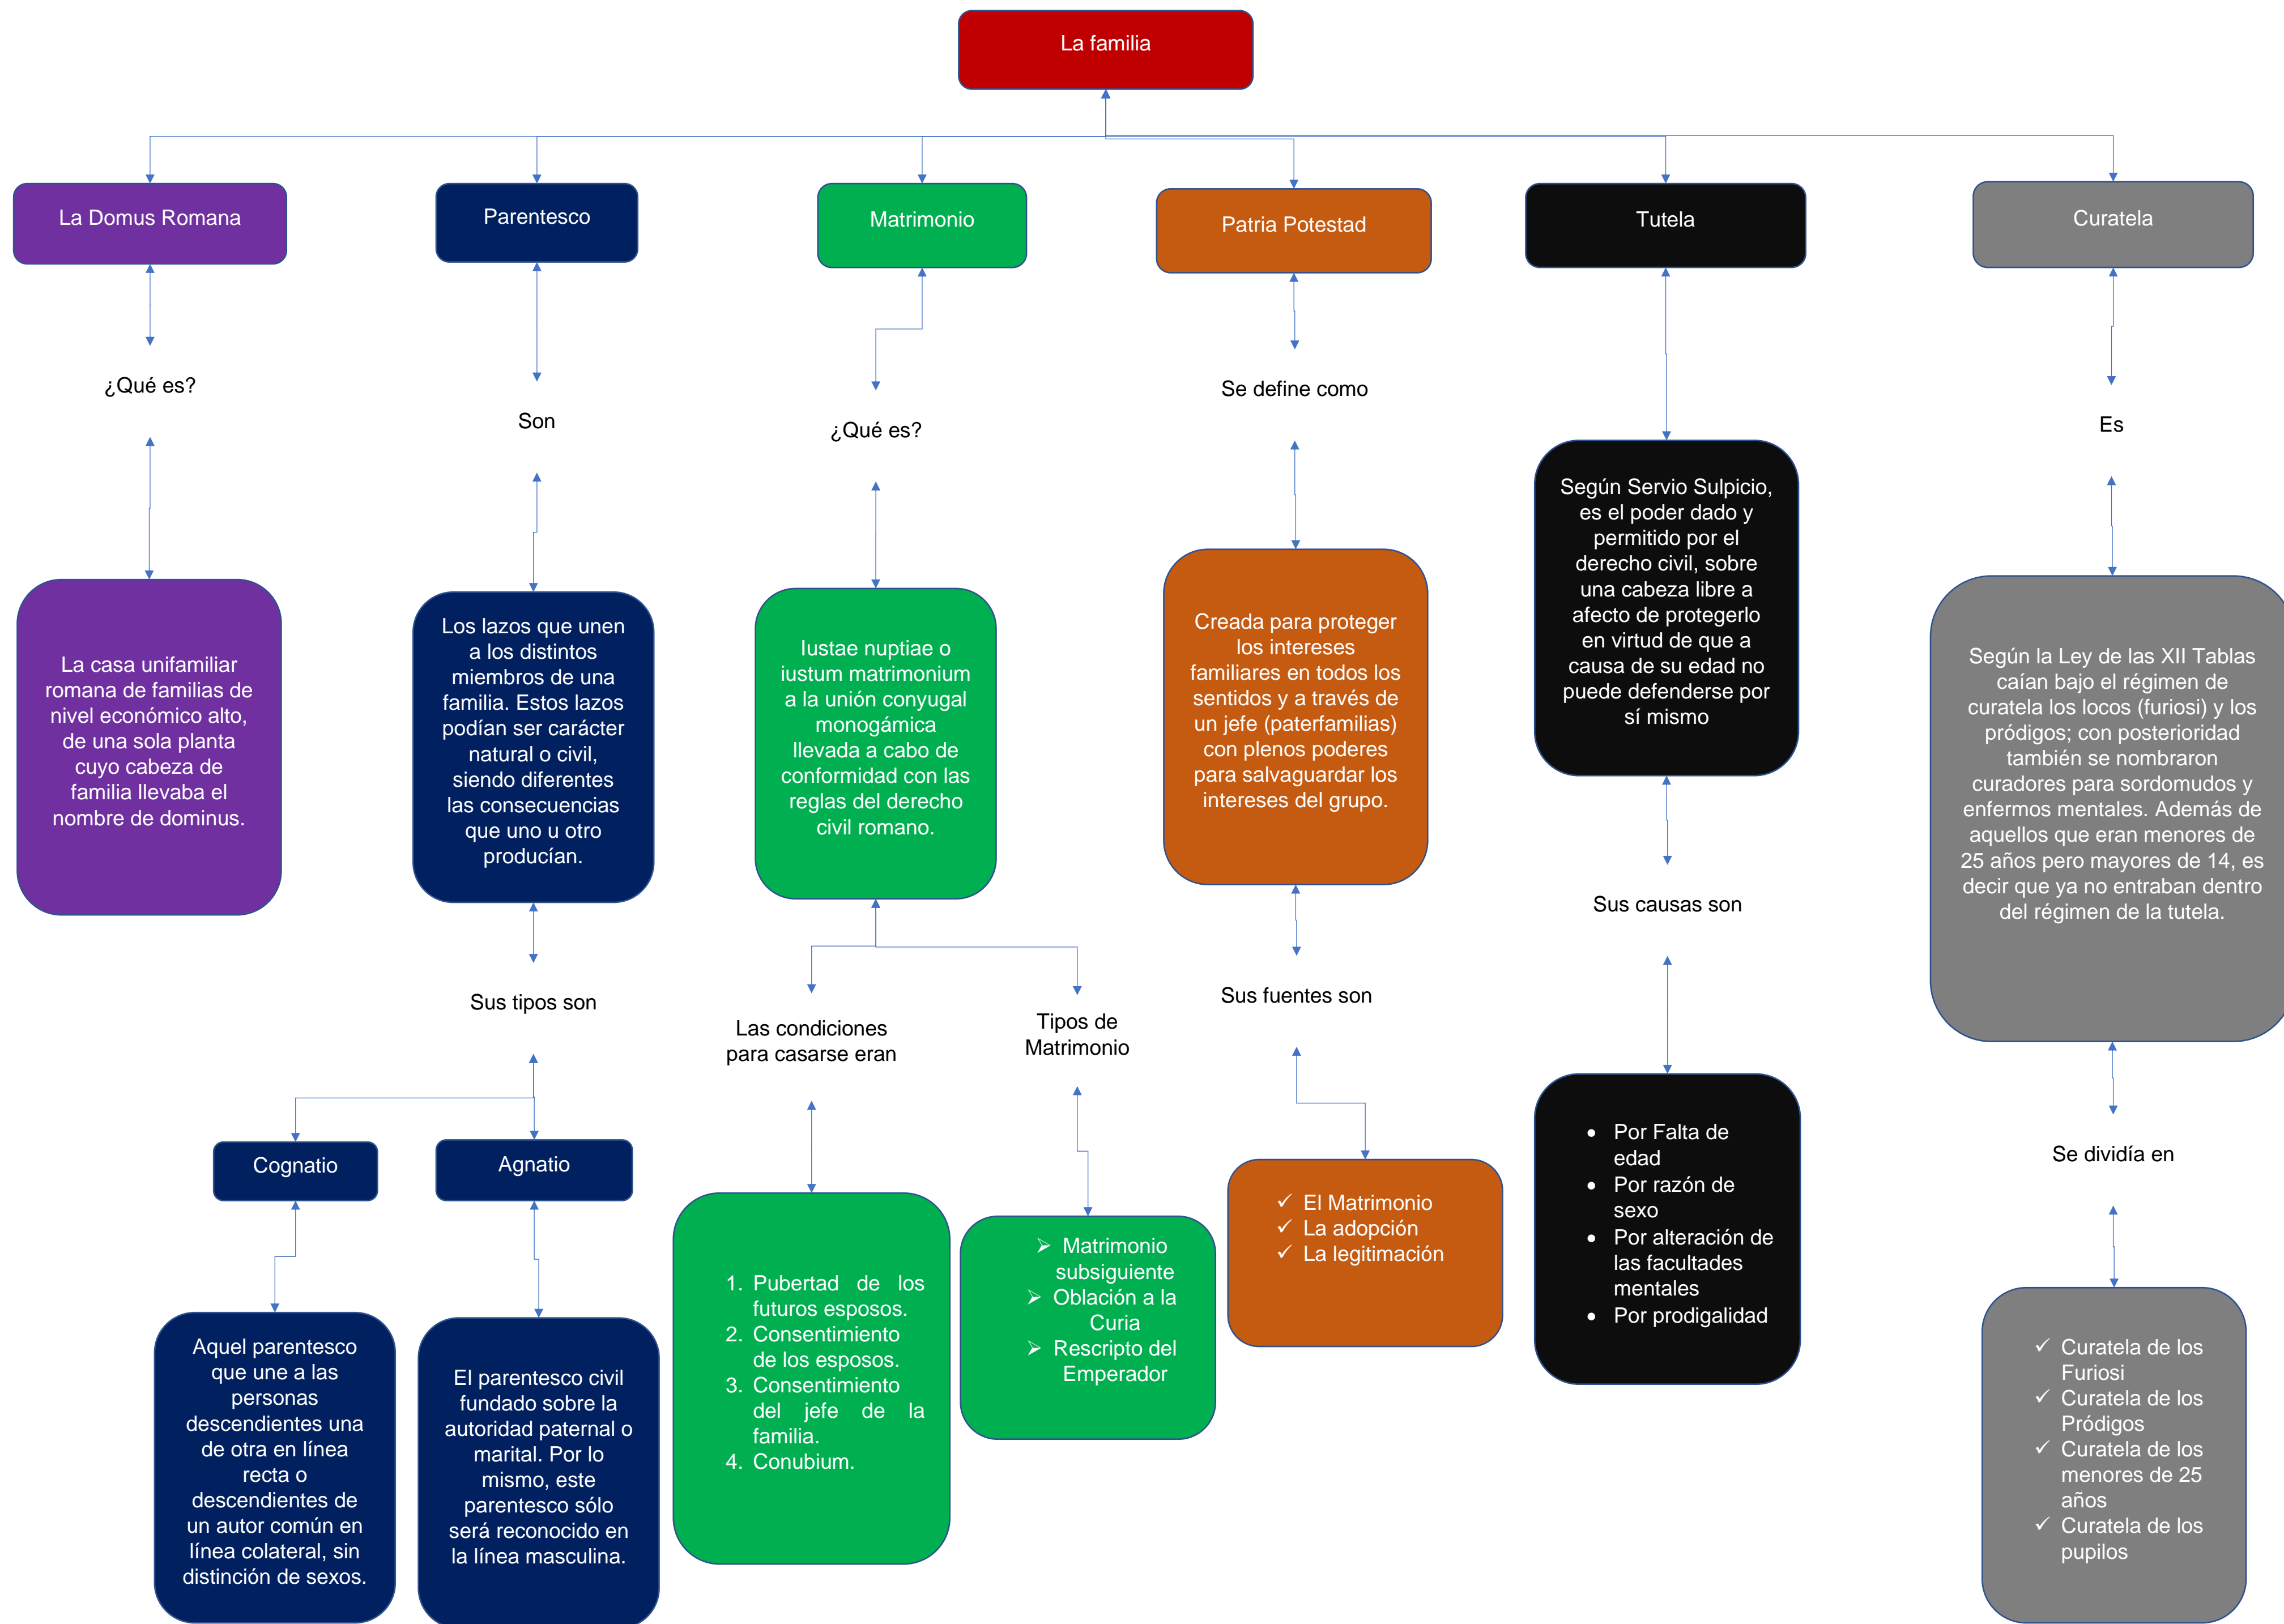 La familia
La Domus Romana
Parentesco
Matrimonio
Patria Potestad
Tutela
Curatela
¿Qué es?
La casa unifamiliar
romana de familias de
nivel económico alto,
de una sola planta
cuyo cabeza de
familia llevaba el
nombre de dominus.
Son
Los lazos que unen
a los distintos
miembros de una
familia. Estos lazos
podían ser carácter
natural o civil,
siendo diferentes
las consecuencias
que uno u otro
producían.
Sus tipos son
Cognatio
Agnatio
Aquel parentesco
que une a las
personas
descendientes una
de otra en línea
recta o
descendientes de
un autor común en
línea colateral, sin
distinción de sexos.
El parentesco civil
fundado sobre la
autoridad paternal o
marital. Por lo
mismo, este
parentesco sólo
será reconocido en
la línea masculina.
¿Qué es?
Iustae nuptiae o
iustum matrimonium
a la unión conyugal
monogámica
llevada a cabo de
conformidad con las
reglas del derecho
civil romano.
Las condiciones
para casarse eran
1. Pubertad de los
futuros esposos.
2. Consentimiento
de los esposos.
3. Consentimiento
del jefe de la
familia.
4. Conubium.
Tipos de
Matrimonio
➢ Matrimonio
subsiguiente
➢ Oblación a la
Curia
➢ Rescripto del
Emperador
Se define como
Creada para proteger
los intereses
familiares en todos los
sentidos y a través de
un jefe (paterfamilias)
con plenos poderes
para salvaguardar los
intereses del grupo.
Sus fuentes son
✓ El Matrimonio
✓ La adopción
✓ La legitimación
Según Servio Sulpicio,
es el poder dado y
permitido por el
derecho civil, sobre
una cabeza libre a
afecto de protegerlo
en virtud de que a
causa de su edad no
puede defenderse por
sí mismo
Sus causas son
• Por Falta de
edad
• Por razón de
sexo
• Por alteración de
las facultades
mentales
• Por prodigalidad
Es
Según la Ley de las XII Tablas
caían bajo el régimen de
curatela los locos (furiosi) y los
pródigos; con posterioridad
también se nombraron
curadores para sordomudos y
enfermos mentales. Además de
aquellos que eran menores de
25 años pero mayores de 14, es
decir que ya no entraban dentro
del régimen de la tutela.
Se dividía en
✓ Curatela de los
Furiosi
✓ Curatela de los
Pródigos
✓ Curatela de los
menores de 25
años
✓ Curatela de los
pupilos